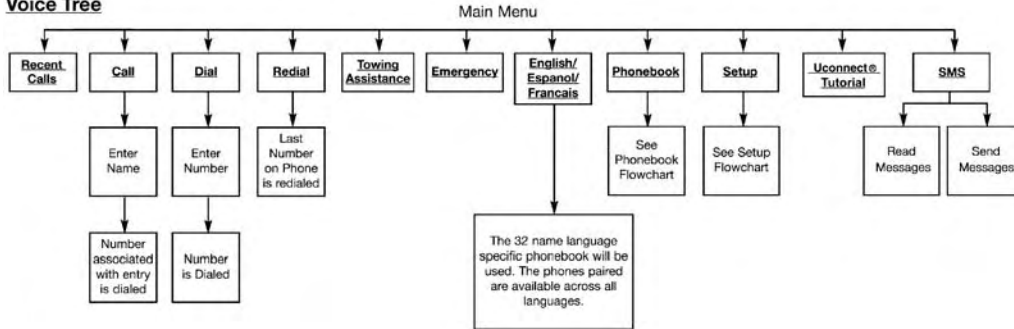 Voice Tree
Main Menu
Recent
Calls
Call
Dial
Redial
Towing
Assistance
Emergency
English/
Espanol/
Francais
Phonebook
Setup
Uconnect®
Tutorial
SMS
Enter
Name
Enter
Number
Last
Number
on Phone
is redialed
See
Phonebook
Flowchart
See Setup
Flowchart
Read
Messages
Send
Messages
Number
associated
with entry
is dialed
Number
is Dialed
The 32 name language
specific phonebook will be
used. The phones paired
are available across all
languages.